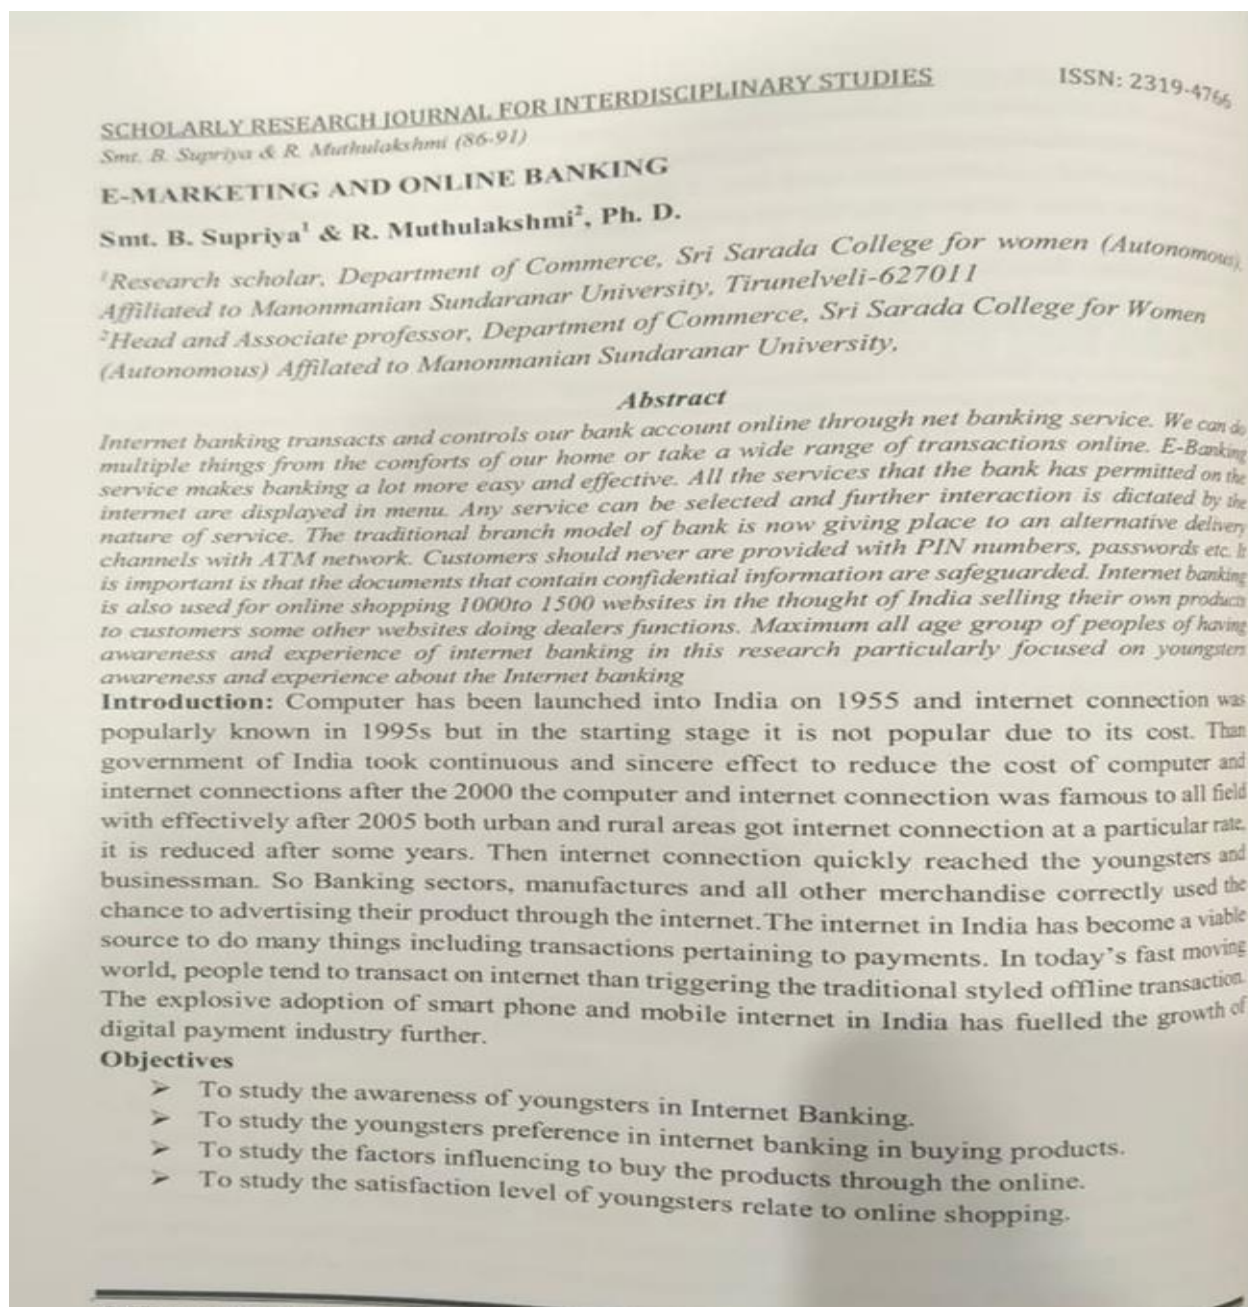 SCHOLARLY RESEARCH JOURNAL FOR INTERDISCIPLINARY STUDIES ISSN: 2319-4766
Smt. B. Supriya & R. Muthulakshmi (86-91)
E-MARKETING AND ONLINE BANKING
Smt. B. Supriya¹ & R. Muthulakshmi², Ph. D.
¹Research scholar, Department of Commerce, Sri Sarada College for women (Autonomous),
Affiliated to Manonmanian Sundaranar University, Tirunelveli-627011
²Head and Associate professor, Department of Commerce, Sri Sarada College for Women
(Autonomous) Affilated to Manonmanian Sundaranar University,
Abstract
Internet banking transacts and controls our bank account online through net banking service. We can do
multiple things from the comforts of our home or take a wide range of transactions online. E-Banking
service makes banking a lot more easy and effective. All the services that the bank has permitted on the
internet are displayed in menu. Any service can be selected and further interaction is dictated by the
nature of service. The traditional branch model of bank is now giving place to an alternative delivery
channels with ATM network. Customers should never are provided with PIN numbers, passwords etc. It
is important is that the documents that contain confidential information are safeguarded. Internet banking
is also used for online shopping 1000to 1500 websites in the thought of India selling their own products
to customers some other websites doing dealers functions. Maximum all age group of peoples of having
awareness and experience of internet banking in this research particularly focused on youngsters
awareness and experience about the Internet banking
Introduction: Computer has been launched into India on 1955 and internet connection was
popularly known in 1995s but in the starting stage it is not popular due to its cost. Than
government of India took continuous and sincere effect to reduce the cost of computer and
internet connections after the 2000 the computer and internet connection was famous to all field
with effectively after 2005 both urban and rural areas got internet connection at a particular rate,
it is reduced after some years. Then internet connection quickly reached the youngsters and
businessman. So Banking sectors, manufactures and all other merchandise correctly used the
chance to advertising their product through the internet.The internet in India has become a viable
source to do many things including transactions pertaining to payments. In today's fast moving
world, people tend to transact on internet than triggering the traditional styled offline transaction.
The explosive adoption of smart phone and mobile internet in India has fuelled the growth of
digital payment industry further.
Objectives
➢ To study the awareness of youngsters in Internet Banking.
➢ To study the youngsters preference in internet banking in buying products.
➢ To study the factors influencing to buy the products through the online.
➢ To study the satisfaction level of youngsters relate to online shopping.